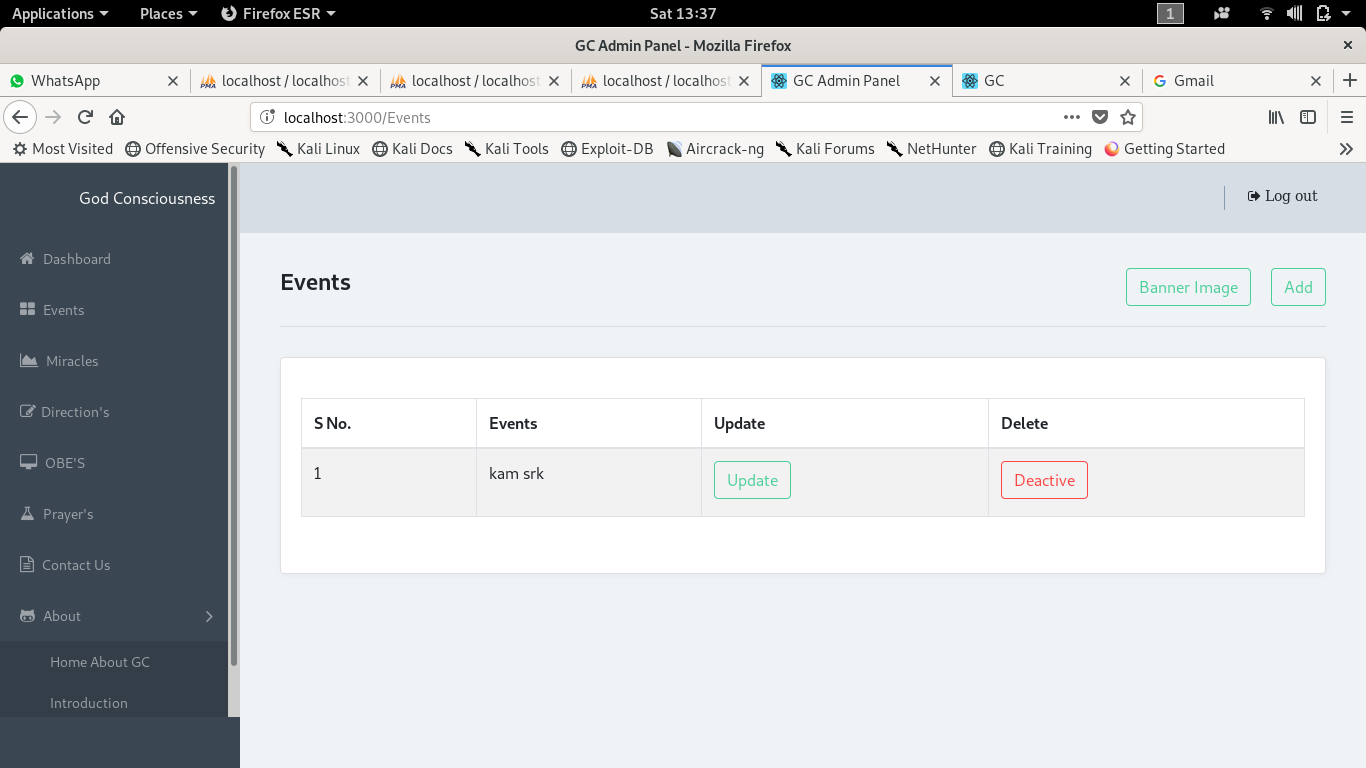 Applications Places Firefox ESR Sat 13:37 1
GC Admin Panel - Mozilla Firefox
WhatsApp localhost / localhost localhost / localhost localhost / localhost GC Admin Panel GC Gmail
localhost:3000/Events
Most Visited Offensive Security Kali Linux Kali Docs Kali Tools Exploit-DB Aircrack-ng Kali Forums NetHunter Kali Training Getting Started
God Consciousness
Log out
Dashboard
Events
Miracles
Direction's
OBE'S
Prayer's
Contact Us
About
Home About GC
Introduction
Events
Banner Image Add
S No. Events Update Delete
1 kam srk Update Deactive